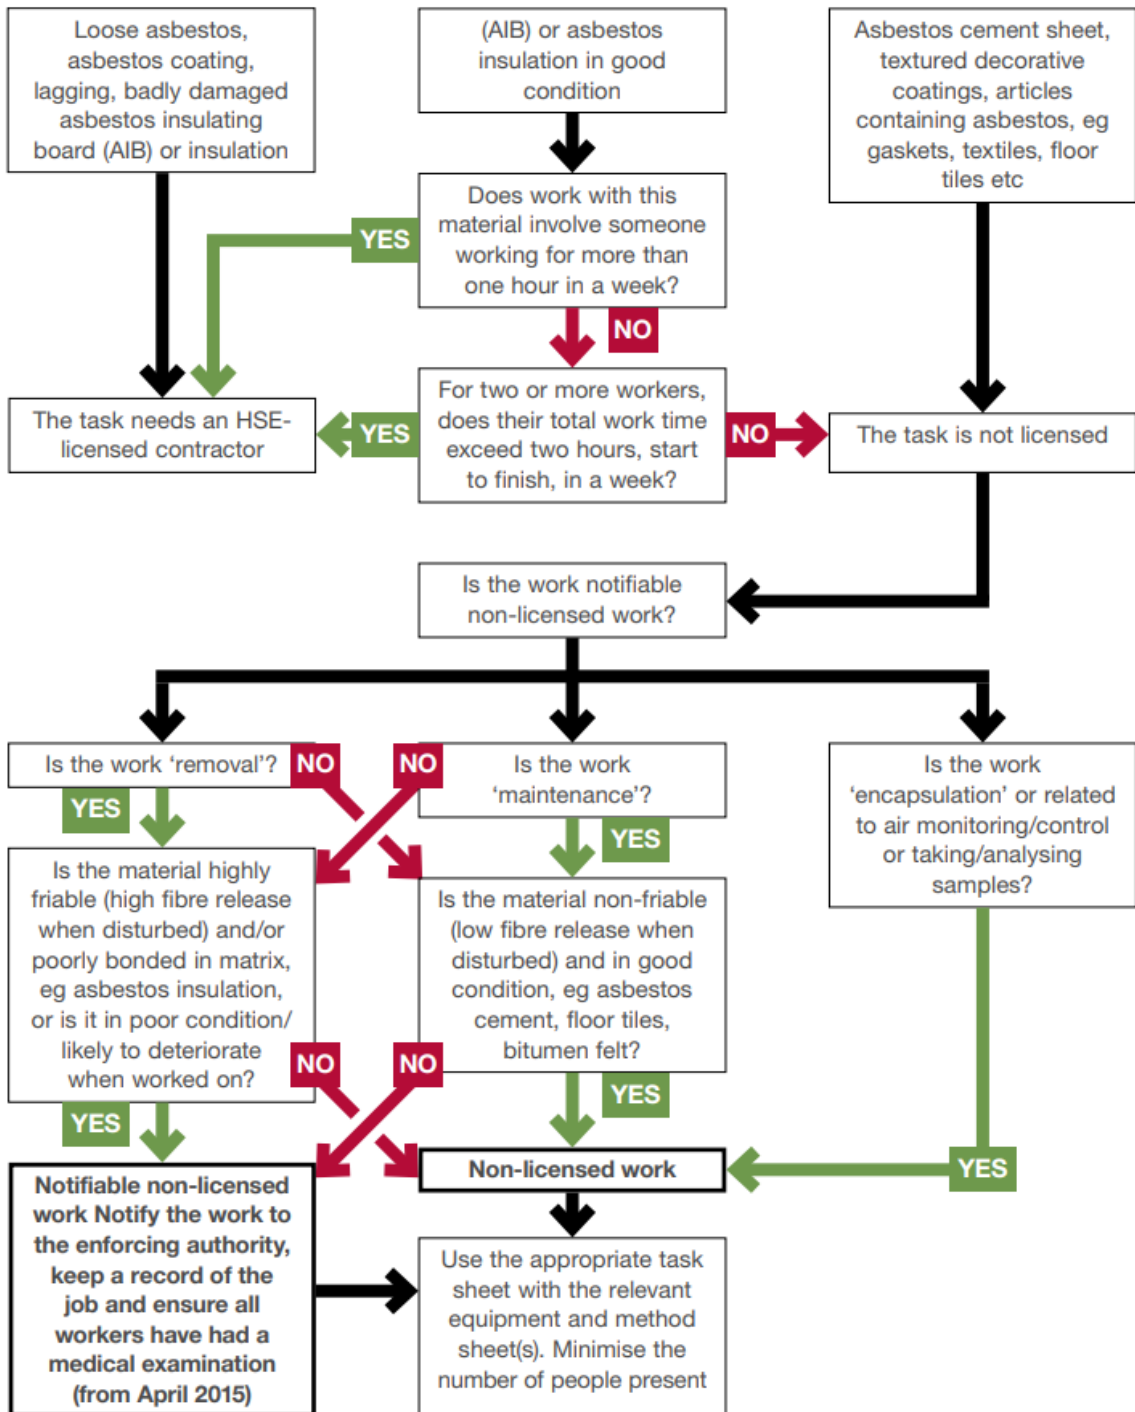 Loose asbestos,
asbestos coating,
lagging, badly damaged
asbestos insulating
board (AIB) or insulation
(AIB) or asbestos
insulation in good
condition
Asbestos cement sheet,
textured decorative
coatings, articles
containing asbestos, eg
gaskets, textiles, floor
tiles etc
Does work with this
material involve someone
working for more than
one hour in a week?
YES
NO
The task needs an HSE-
licensed contractor
YES
For two or more workers,
does their total work time
exceed two hours, start
to finish, in a week?
NO
The task is not licensed
Is the work notifiable
non-licensed work?
Is the work ‘removal’?
NO
YES
NO
Is the work
‘maintenance’?
YES
Is the work
‘encapsulation’ or related
to air monitoring/control
or taking/analysing
samples?
Is the material highly
friable (high fibre release
when disturbed) and/or
poorly bonded in matrix,
eg asbestos insulation,
or is it in poor condition/
likely to deteriorate
when worked on?
NO
YES
NO
Is the material non-friable
(low fibre release when
disturbed) and in good
condition, eg asbestos
cement, floor tiles,
bitumen felt?
YES
YES
Notifiable non-licensed
work Notify the work to
the enforcing authority,
keep a record of the
job and ensure all
workers have had a
medical examination
(from April 2015)
Non-licensed work
Use the appropriate task
sheet with the relevant
equipment and method
sheet(s). Minimise the
number of people present